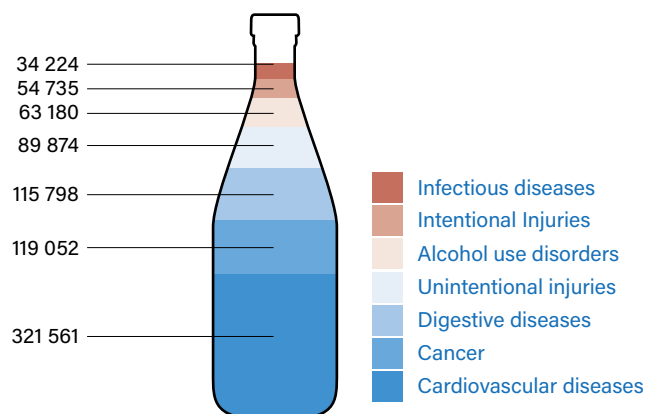 34 224
54 735
63 180
89 874
115 798
119 052
321 561
Infectious diseases
Intentional Injuries
Alcohol use disorders
Unintentional injuries
Digestive diseases
Cancer
Cardiovascular diseases